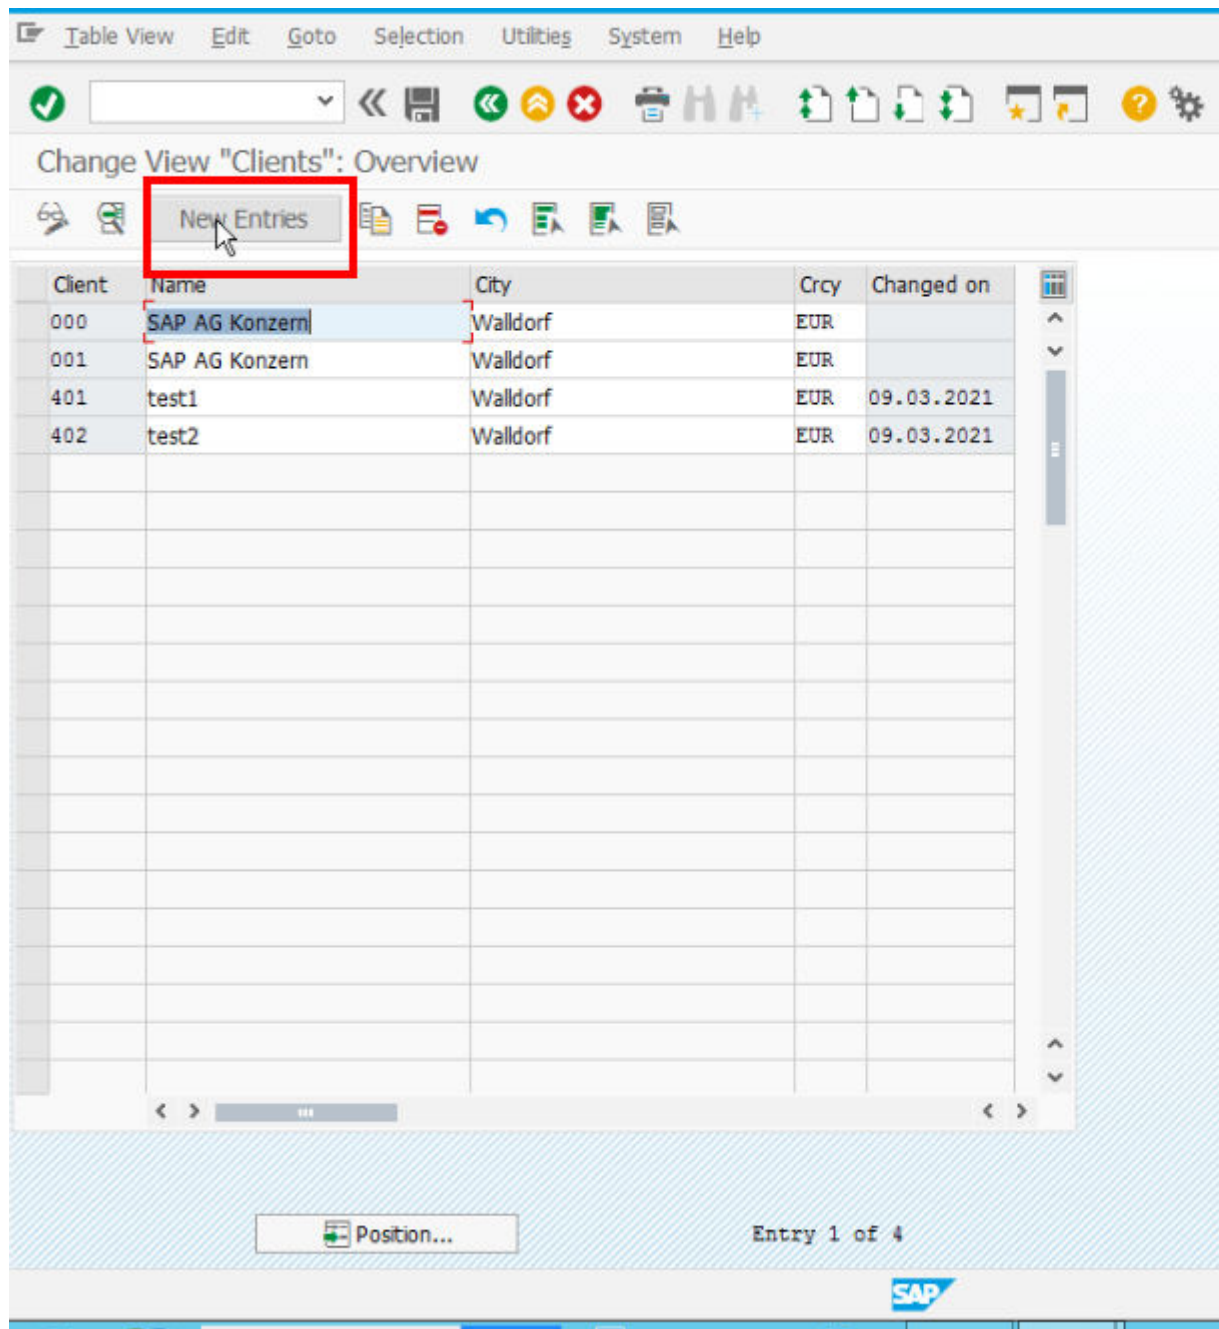 Table View Edit Goto Selection Utilities System Help
Change View "Clients": Overview
New Entries
Client Name City Crcy Changed on
000 SAP AG Konzern Walldorf EUR
001 SAP AG Konzern Walldorf EUR
401 test1 Walldorf EUR 09.03.2021
402 test2 Walldorf EUR 09.03.2021
Position... Entry 1 of 4
SAP